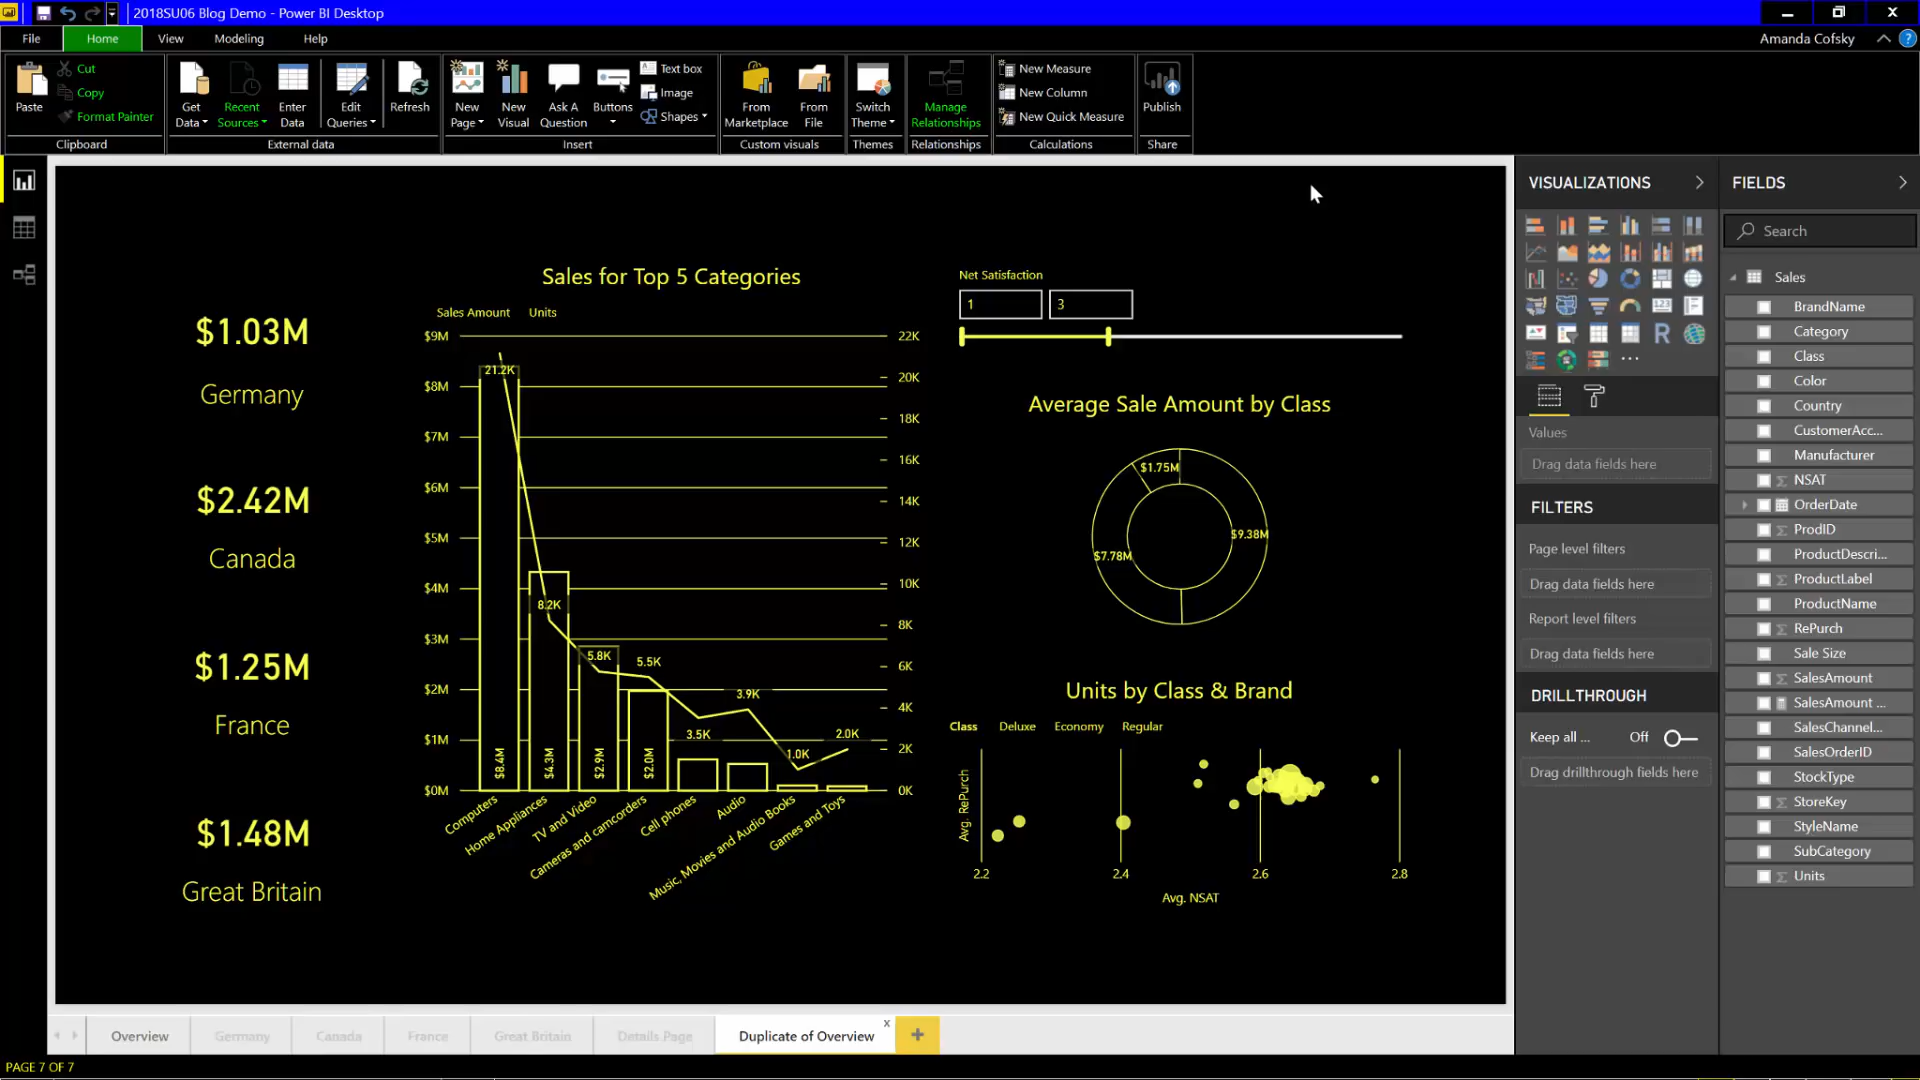 2018SU06 Blog Demo - Power BI Desktop
File Home View Modeling Help
Amanda Cofsky
?
Paste
Cut
Copy
Format Painter
Clipboard
Get Data
Recent Sources
Enter Data
Edit Queries
Refresh
External data
New Page
New Visual
Ask A Question
Buttons
Text box
Image
Shapes
Insert
From Marketplace
From File
Custom visuals
Switch Theme
Themes
Manage Relationships
Relationships
New Measure
New Column
New Quick Measure
Calculations
Publish
Share
$1.03M
Germany
$2.42M
Canada
$1.25M
France
$1.48M
Great Britain
Sales for Top 5 Categories
Sales Amount Units
$9M
$8M
$7M
$6M
$5M
$4M
$3M
$2M
$1M
$0M
22K
20K
18K
16K
14K
12K
10K
8K
6K
4K
2K
0K
21.2K
8.2K
5.8K
5.5K
3.5K
3.9K
1.0K
2.0K
$8.4M
$4.3M
$2.9M
$2.0M
Computers
Home Appliances
TV and Video
Cameras and camcorders
Cell phones
Audio
Music, Movies and Audio Books
Games and Toys
Net Satisfaction
1 3
Average Sale Amount by Class
$1.75M
$9.38M
$7.78M
Units by Class & Brand
Class Deluxe Economy Regular
Avg. RePurch
2.2 2.4 2.6 2.8
Avg. NSAT
VISUALIZATIONS
R
Values
Drag data fields here
FILTERS
Page level filters
Drag data fields here
Report level filters
Drag data fields here
DRILLTHROUGH
Keep all ... Off
Drag drillthrough fields here
FIELDS
Search
Sales
BrandName
Category
Class
Color
Country
CustomerAcc...
Manufacturer
NSAT
OrderDate
ProdID
ProductDescri...
ProductLabel
ProductName
RePurch
Sale Size
SalesAmount
SalesAmount ...
SalesChannel...
SalesOrderID
StockType
StoreKey
StyleName
SubCategory
Units
Overview Germany Canada France Great Britain Details Page Duplicate of Overview x +
PAGE 7 OF 7